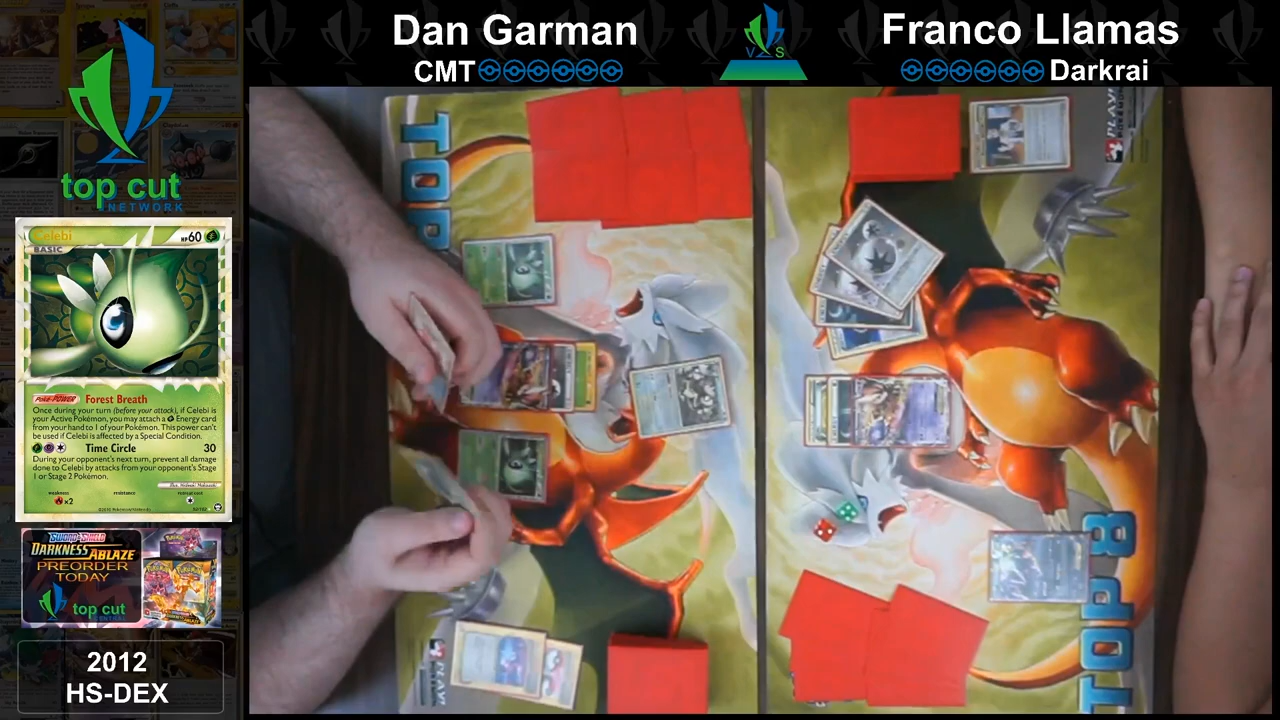 Dan Garman
CMT
V S
Franco Llamas
Darkrai
top cut
NETWORK
Celebi
HP60
BASIC
POKé-POWER Forest Breath
Once during your turn (before your attack), if Celebi
is your Active Pokémon, you may attach a Energy card
from your hand to 1 of your Pokémon. This power can't
be used if Celebi is affected by a Special Condition.
Time Circle 30
During your opponent's next turn, prevent all damage
done to Celebi by attacks from your opponent's Stage
1 or Stage 2 Pokémon.
weakness
resistance
retreat cost
x2
SWORD & SHIELD
DARKNESS ABLAZE
PREORDER
TODAY
top cut
2012
HS-DEX
TOP
TOP 8
PLAY!